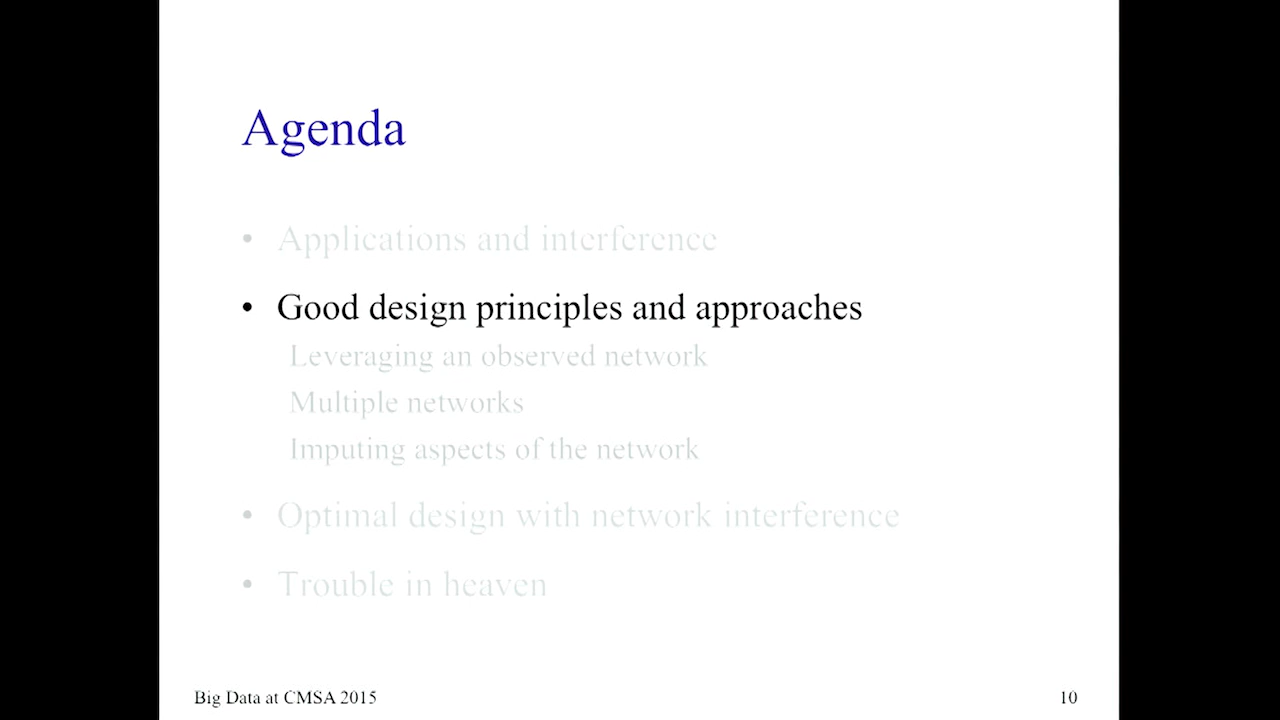 Agenda
• Applications and interference
• Good design principles and approaches
Leveraging an observed network
Multiple networks
Imputing aspects of the network
• Optimal design with network interference
• Trouble in heaven
Big Data at CMSA 2015
10